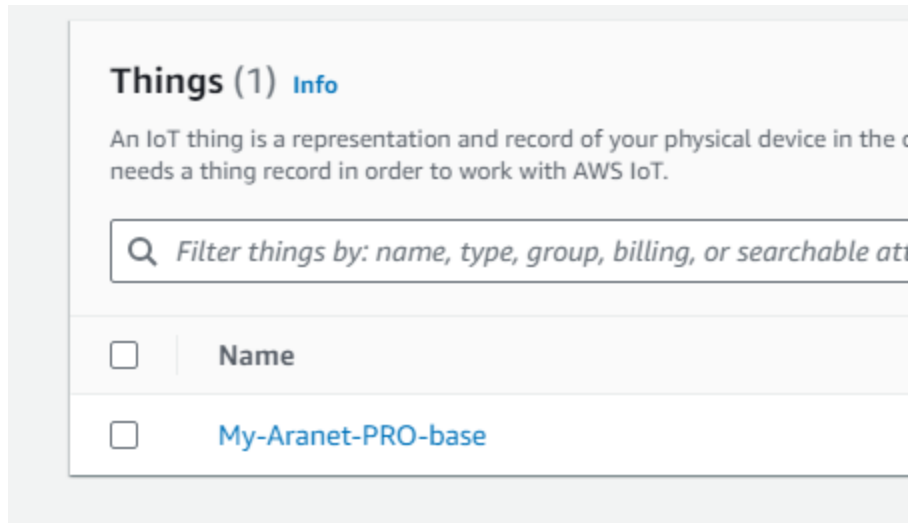 Things (1) Info
An IoT thing is a representation and record of your physical device in the
needs a thing record in order to work with AWS IoT.
Filter things by: name, type, group, billing, or searchable
Name
My-Aranet-PRO-base